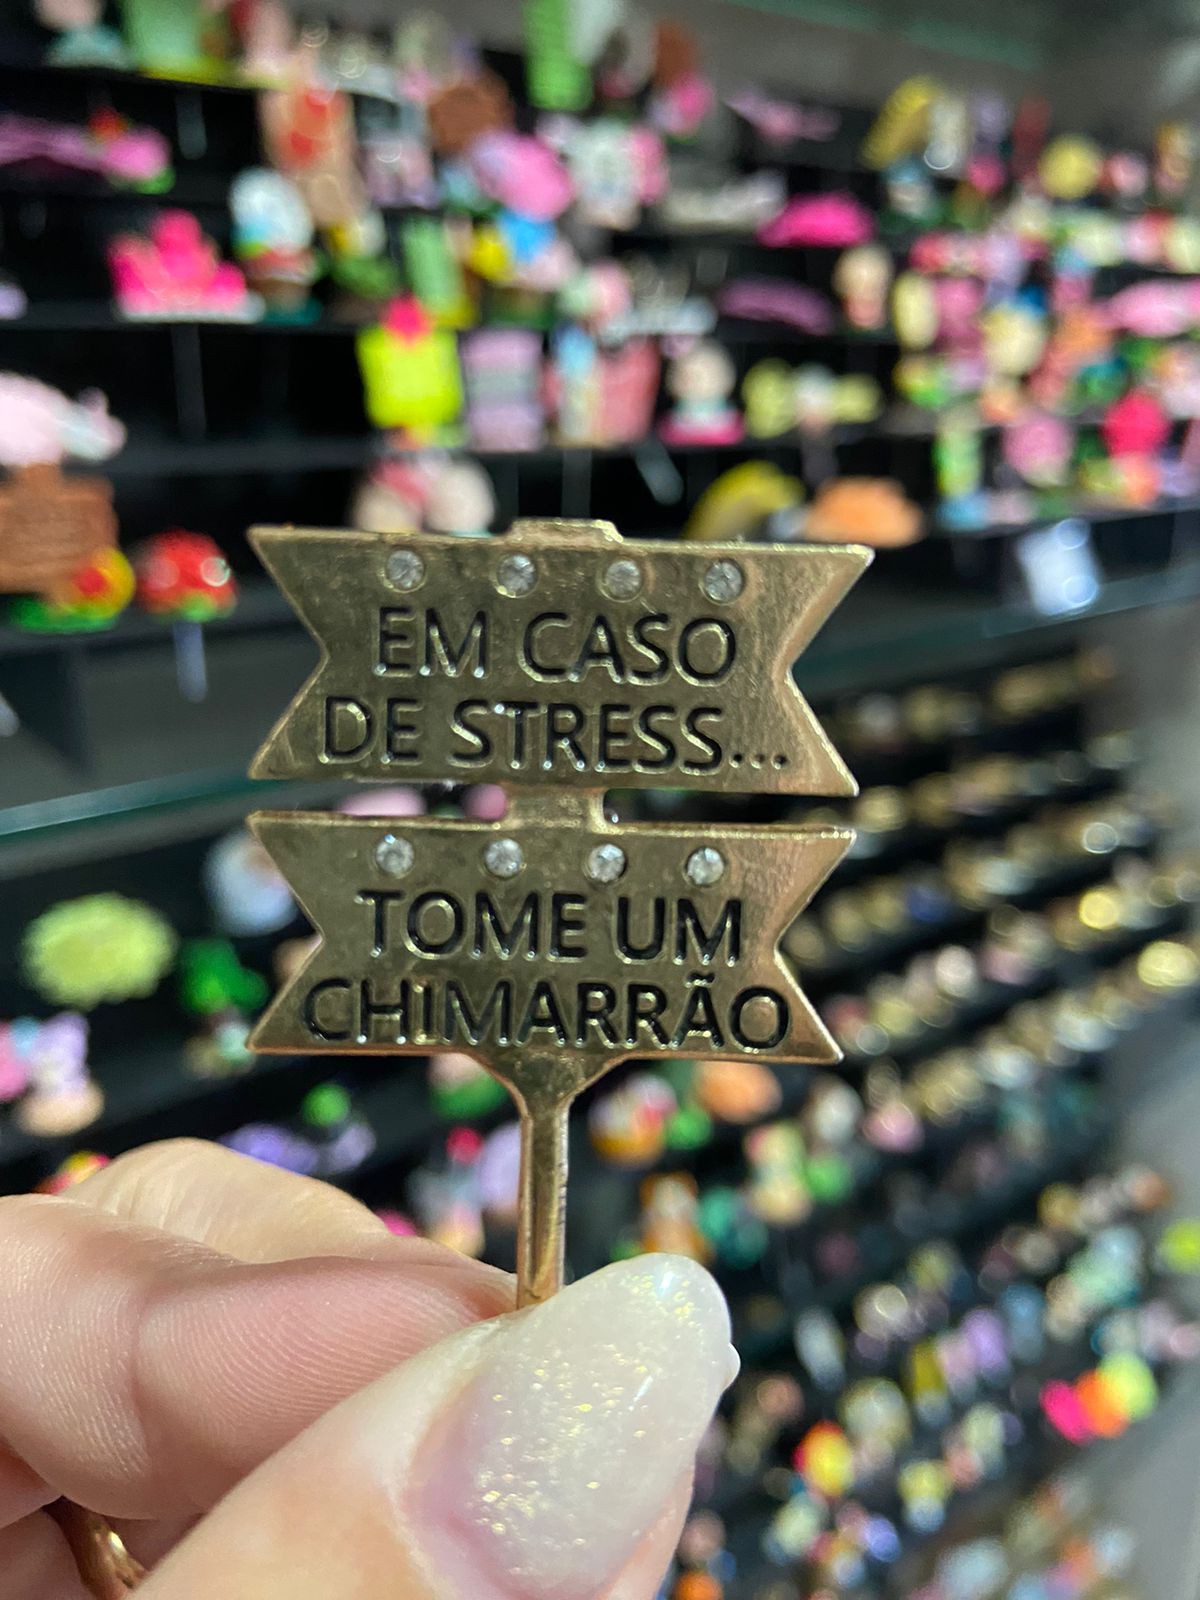 EM CASO
DE STRESS...
TOME UM
CHIMARRÃO